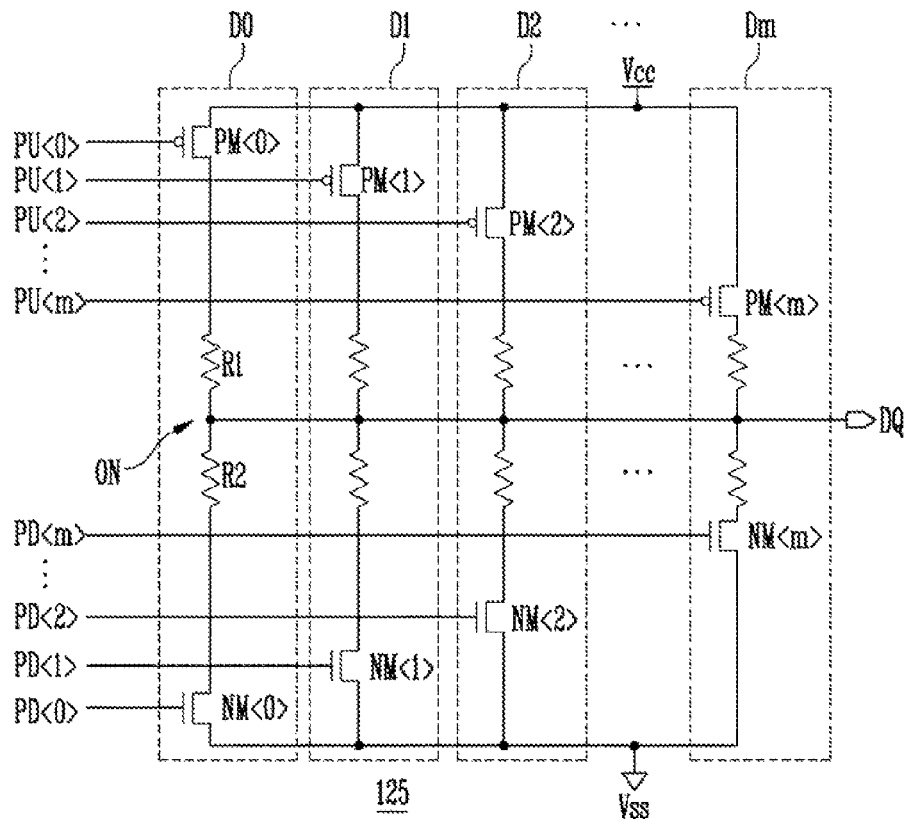 D0 D1 D2 ... Dm
Vcc
PU<0> PM<0>
PU<1> PM<1>
PU<2> PM<2>
⋮
PU<m> PM<m>
R1 ...
ON DQ
R2 ...
PD<m> NM<m>
⋮
PD<2> NM<2>
PD<1> NM<1>
PD<0> NM<0>
125 Vss